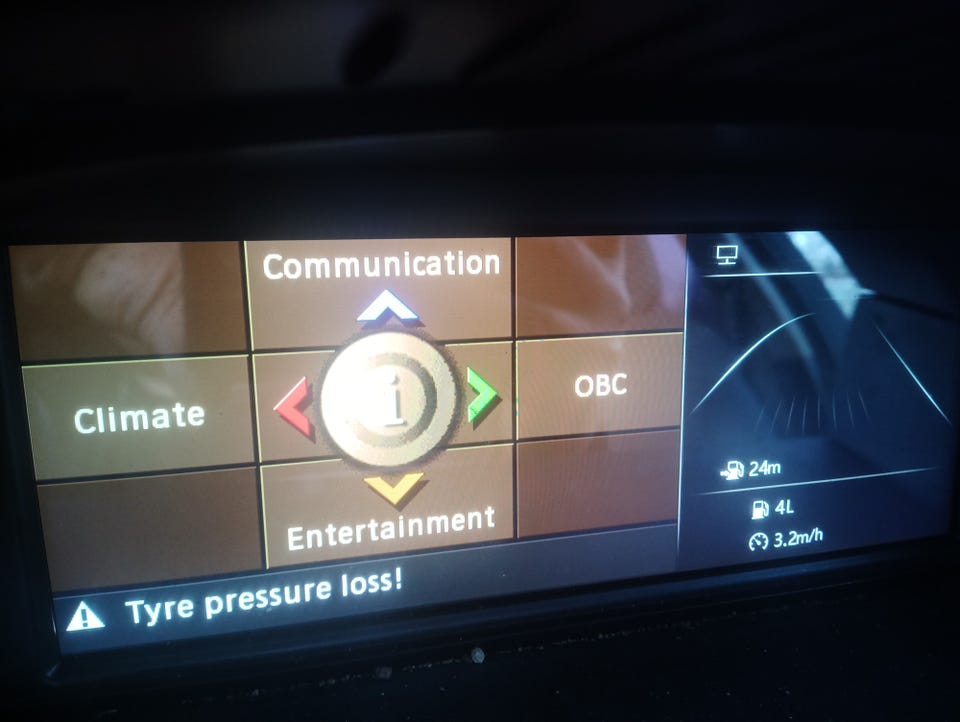 Communication
Climate
i
OBC
Entertainment
Tyre pressure loss!
24m
4L
3.2m/h